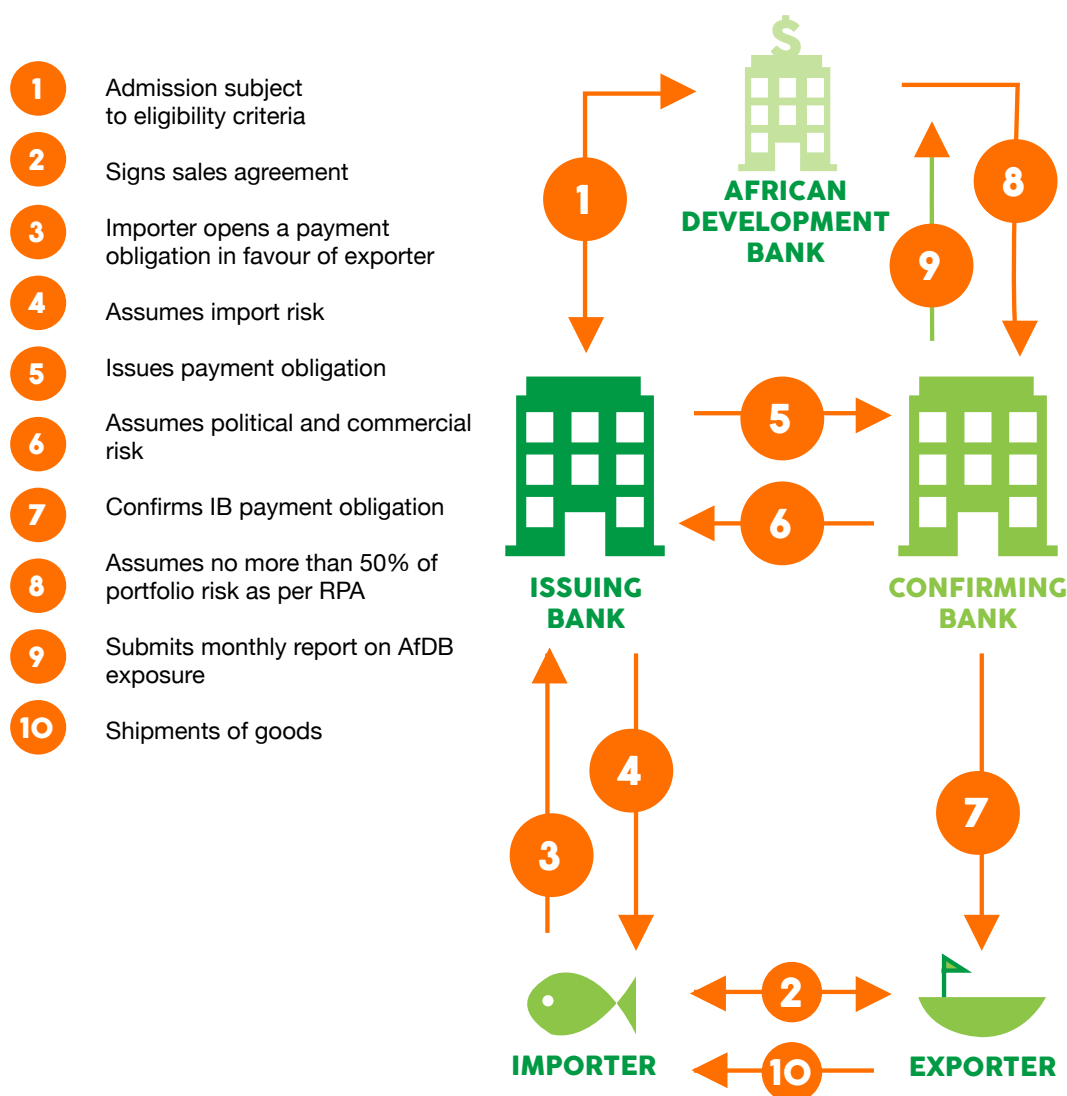 1
Admission subject
to eligibility criteria
2
Signs sales agreement
3
Importer opens a payment
obligation in favour of exporter
4
Assumes import risk
5
Issues payment obligation
6
Assumes political and commercial
risk
7
Confirms IB payment obligation
8
Assumes no more than 50% of
portfolio risk as per RPA
9
Submits monthly report on AfDB
exposure
10
Shipments of goods
$
AFRICAN
DEVELOPMENT
BANK
1
8
9
5
6
ISSUING
BANK
CONFIRMING
BANK
3
4
7
2
10
IMPORTER
EXPORTER